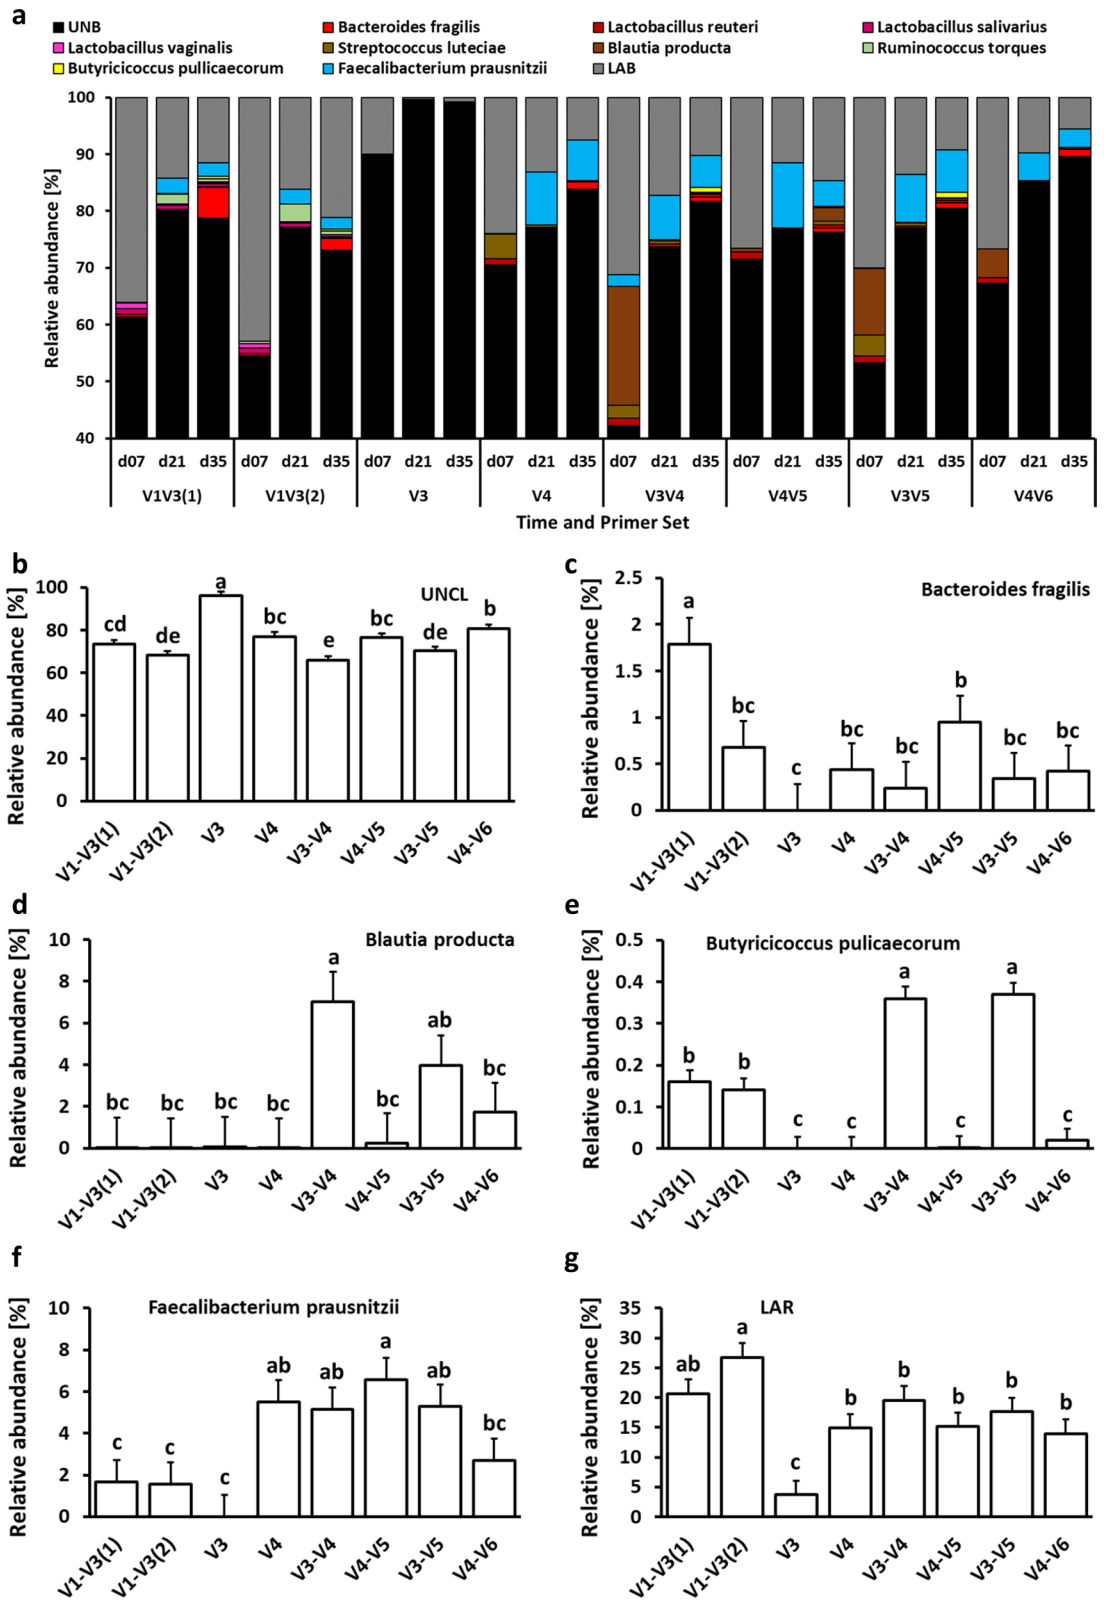 a
UNB Bacteroides fragilis Lactobacillus reuteri Lactobacillus salivarius
Lactobacillus vaginalis Streptococcus luteciae Blautia producta Ruminococcus torques
Butyricicoccus pullicaecorum Faecalibacterium prausnitzii LAB
Relative abundance [%]
100
90
80
70
60
50
40
d07 d21 d35 d07 d21 d35 d07 d21 d35 d07 d21 d35 d07 d21 d35 d07 d21 d35 d07 d21 d35 d07 d21 d35
V1V3(1) V1V3(2) V3 V4 V3V4 V4V5 V3V5 V4V6
Time and Primer Set
b
UNCL
Relative abundance [%]
100
80
60
40
20
0
cd de a bc e bc de b
V1-V3(1) V1-V3(2) V3 V4 V3-V4 V4-V5 V3-V5 V4-V6
c
Bacteroides fragilis
Relative abundance [%]
2.5
2
1.5
1
0.5
0
a bc c bc bc b bc bc
V1-V3(1) V1-V3(2) V3 V4 V3-V4 V4-V5 V3-V5 V4-V6
d
Blautia producta
Relative abundance [%]
10
8
6
4
2
0
bc bc bc bc a bc ab bc
V1-V3(1) V1-V3(2) V3 V4 V3-V4 V4-V5 V3-V5 V4-V6
e
Butyricicoccus pulicaecorum
Relative abundance [%]
0.5
0.4
0.3
0.2
0.1
0
b b c c a c a c
V1-V3(1) V1-V3(2) V3 V4 V3-V4 V4-V5 V3-V5 V4-V6
f
Faecalibacterium prausnitzii
Relative abundance [%]
10
8
6
4
2
0
c c c ab ab a ab bc
V1-V3(1) V1-V3(2) V3 V4 V3-V4 V4-V5 V3-V5 V4-V6
g
LAR
Relative abundance [%]
35
30
25
20
15
10
5
0
ab a c b b b b b
V1-V3(1) V1-V3(2) V3 V4 V3-V4 V4-V5 V3-V5 V4-V6